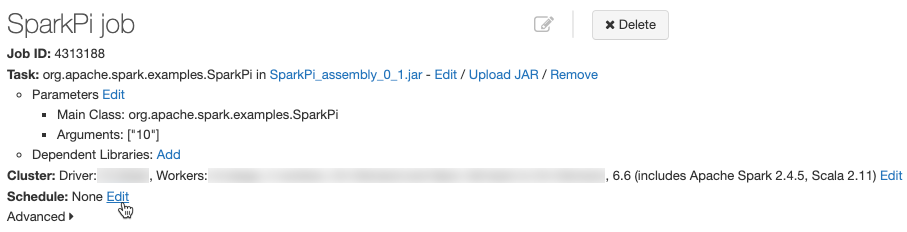 SparkPi job
Delete
Job ID: 4313188
Task: org.apache.spark.examples.SparkPi in SparkPi_assembly_0_1.jar - Edit / Upload JAR / Remove
Parameters Edit
Main Class: org.apache.spark.examples.SparkPi
Arguments: ["10"]
Dependent Libraries: Add
Cluster: Driver: , Workers: , 6.6 (includes Apache Spark 2.4.5, Scala 2.11) Edit
Schedule: None Edit
Advanced